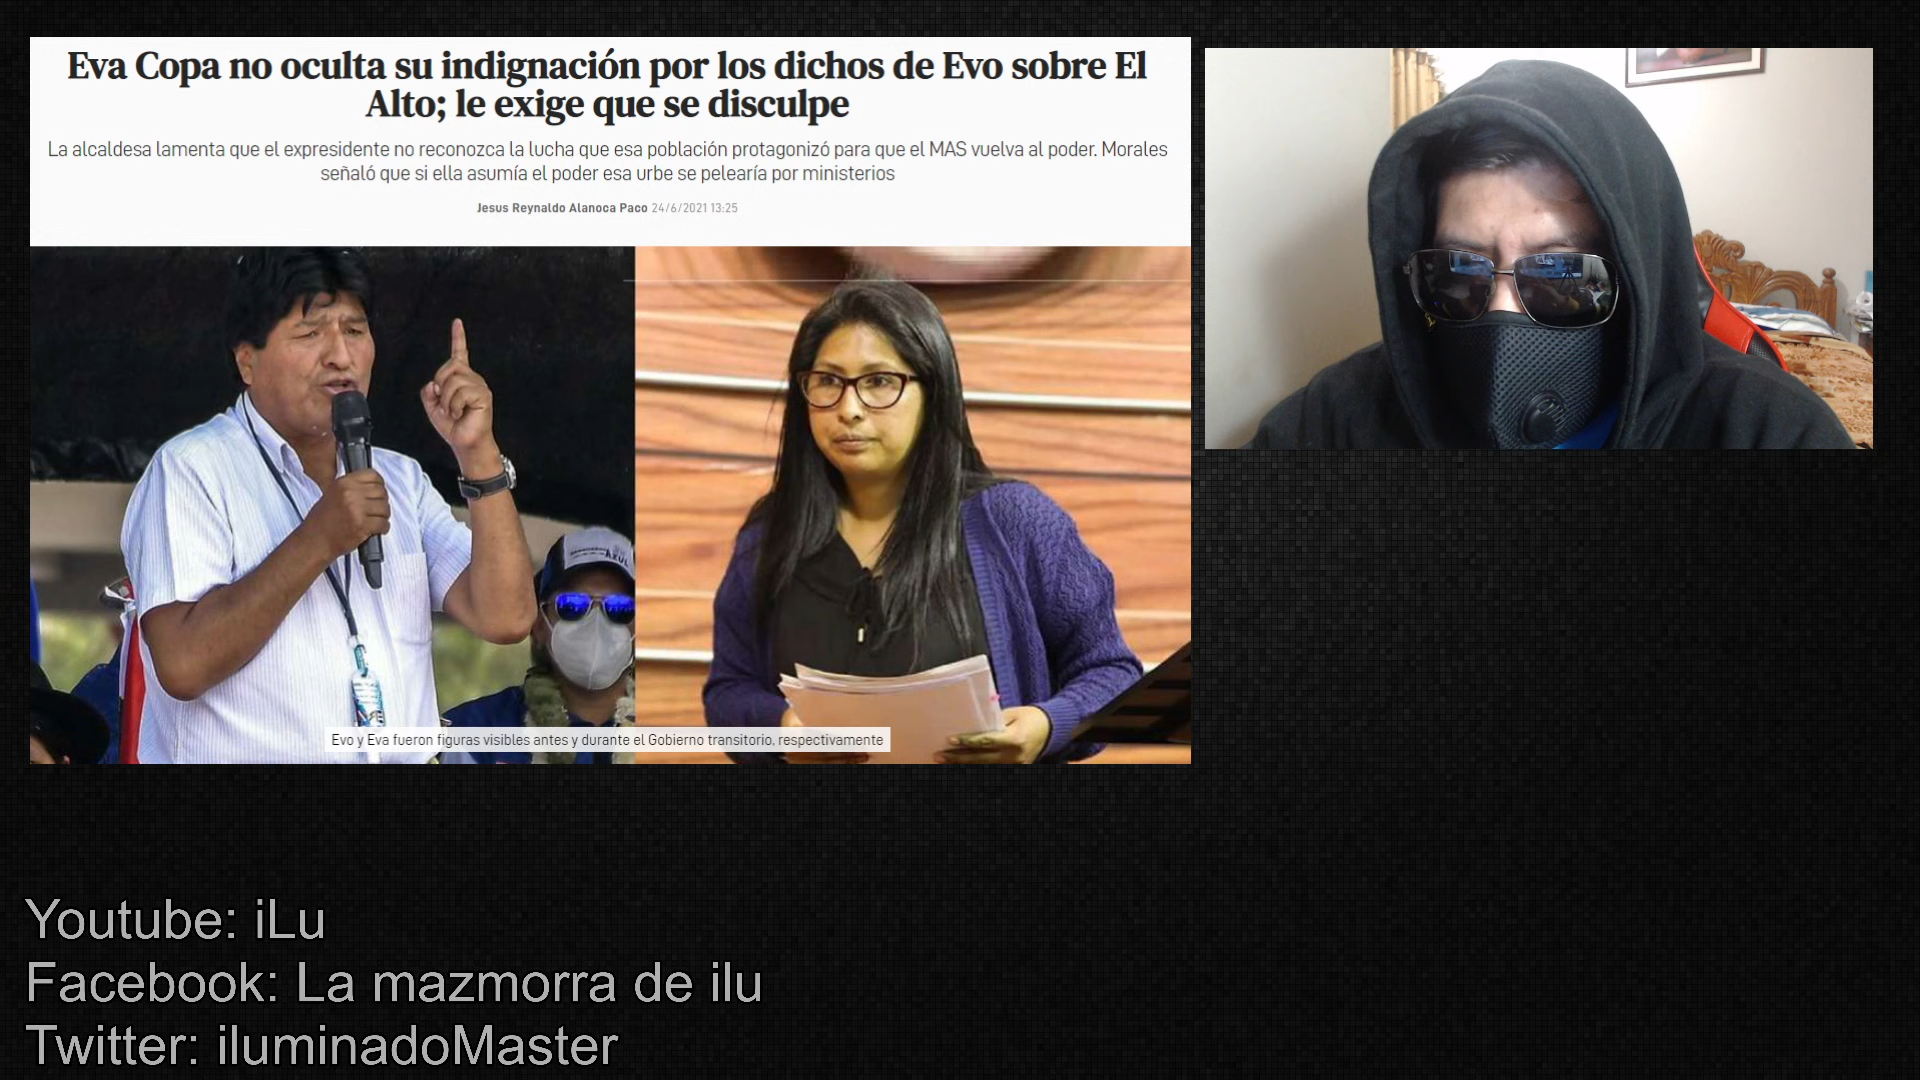 Eva Copa no oculta su indignación por los dichos de Evo sobre El
Alto; le exige que se disculpe
La alcaldesa lamenta que el expresidente no reconozca la lucha que esa población protagonizó para que el MAS vuelva al poder. Morales
señaló que si ella asumía el poder esa urbe se pelearía por ministerios
Jesus Reynaldo Alanoca Paco 24/6/2021 13:25
AZUL
Evo y Eva fueron figuras visibles antes y durante el Gobierno transitorio, respectivamente
Youtube: iLu
Facebook: La mazmorra de ilu
Twitter: iluminadoMaster